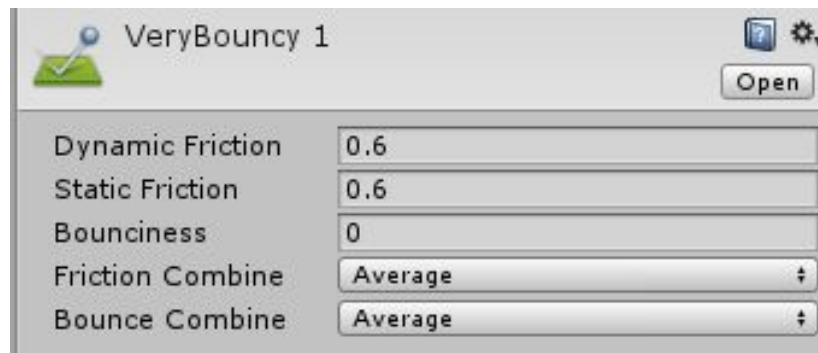 VeryBouncy 1
Open
Dynamic Friction 0.6
Static Friction 0.6
Bounciness 0
Friction Combine Average
Bounce Combine Average